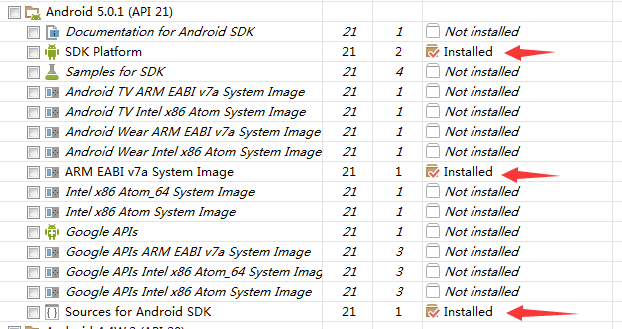 Android 5.0.1 (API 21)
Documentation for Android SDK 21 1 Not installed
SDK Platform 21 2 Installed
Samples for SDK 21 4 Not installed
Android TV ARM EABI v7a System Image 21 1 Not installed
Android TV Intel x86 Atom System Image 21 1 Not installed
Android Wear ARM EABI v7a System Image 21 1 Not installed
Android Wear Intel x86 Atom System Image 21 1 Not installed
ARM EABI v7a System Image 21 1 Installed
Intel x86 Atom_64 System Image 21 1 Not installed
Intel x86 Atom System Image 21 1 Not installed
Google APIs 21 1 Not installed
Google APIs ARM EABI v7a System Image 21 3 Not installed
Google APIs Intel x86 Atom_64 System Image 21 3 Not installed
Google APIs Intel x86 Atom System Image 21 3 Not installed
Sources for Android SDK 21 1 Installed